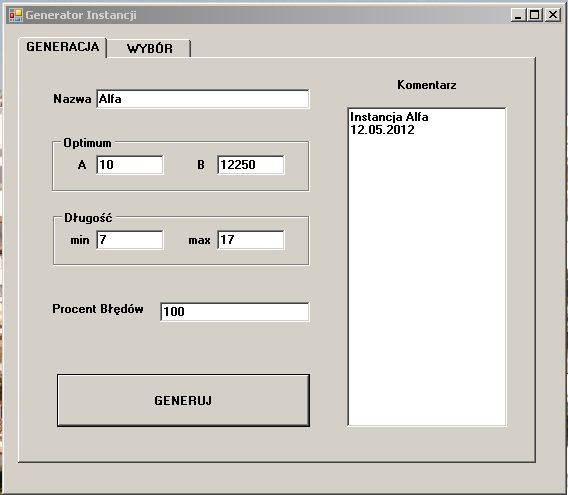 Generator Instancji
GENERACJA
WYBÓR
Nazwa Alfa
Optimum
A 10 B 12250
Długość
min 7 max 17
Procent Błędów 100
GENERUJ
Komentarz
Instancja Alfa
12.05.2012